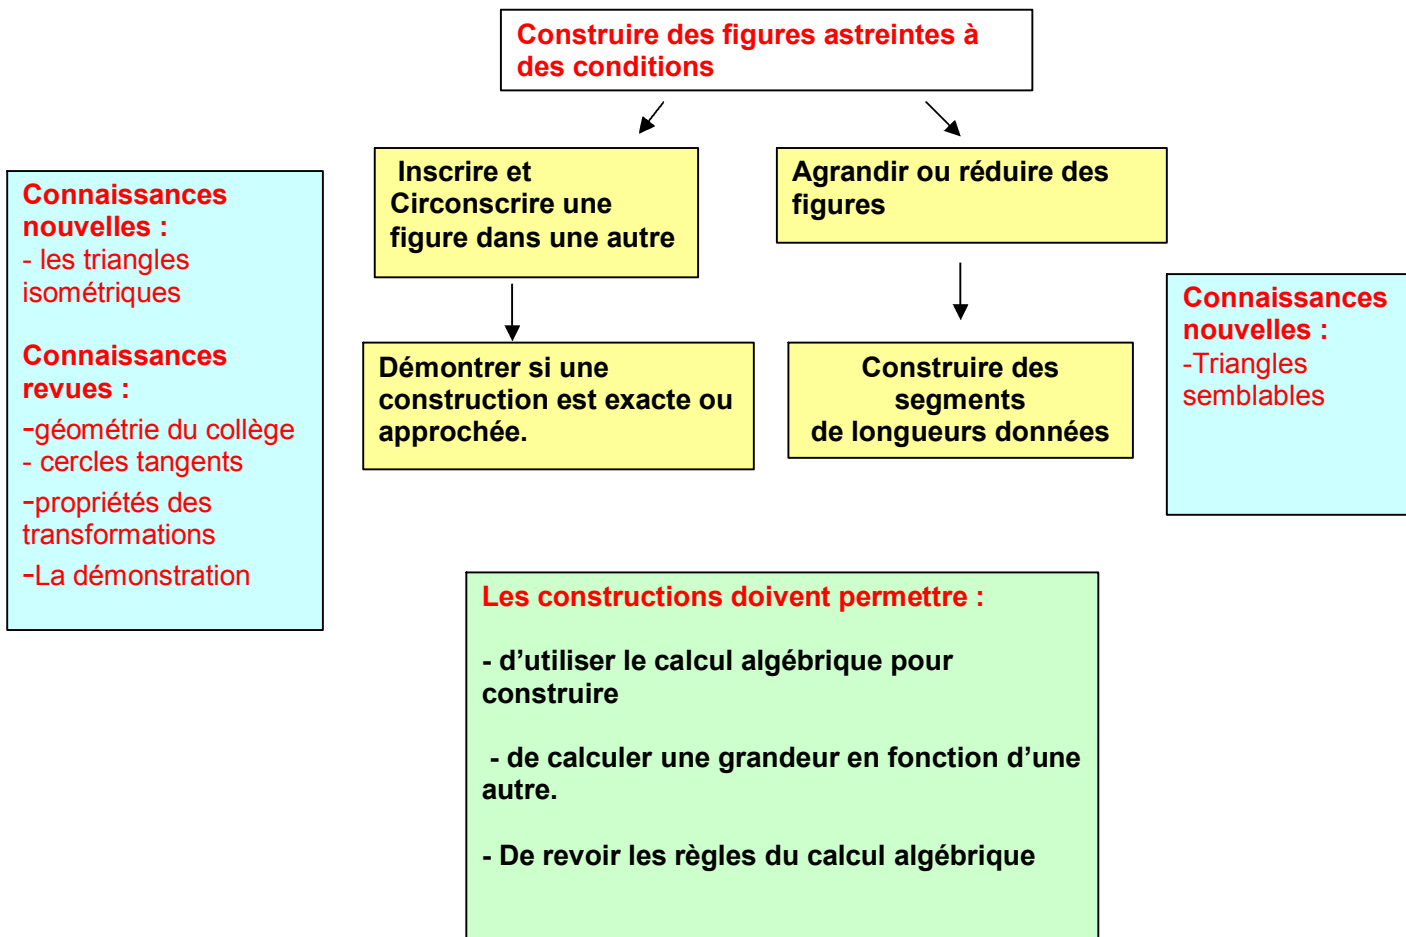 Construire des figures astreintes à
des conditions
Inscrire et
Circonscrire une
figure dans une autre
Agrandir ou réduire des
figures
Connaissances
nouvelles :
- les triangles
isométriques
Connaissances
revues :
-géométrie du collège
- cercles tangents
-propriétés des
transformations
-La démonstration
Démontrer si une
construction est exacte ou
approchée.
Construire des
segments
de longueurs données
Connaissances
nouvelles :
-Triangles
semblables
Les constructions doivent permettre :
- d’utiliser le calcul algébrique pour
construire
- de calculer une grandeur en fonction d’une
autre.
- De revoir les règles du calcul algébrique